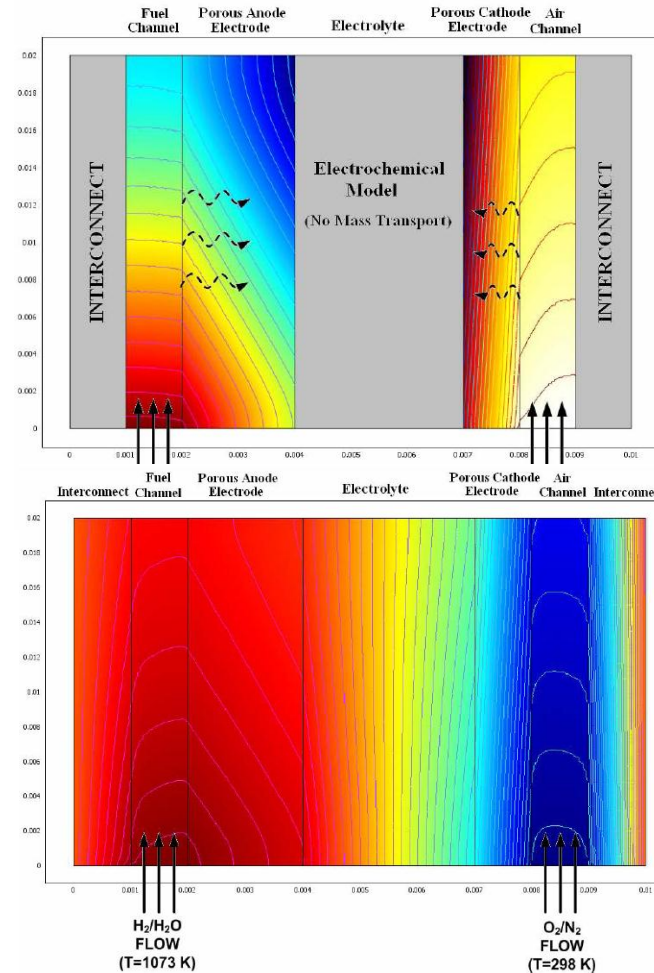 Fuel Channel
Porous Anode Electrode
Electrolyte
Porous Cathode Electrode
Air Channel
0.02
0.018
0.016
0.014
0.012
0.01
0.008
0.006
0.004
0.002
0
INTERCONNECT
Electrochemical
Model
(No Mass Transport)
INTERCONNECT
0 0.001 0.002 0.003 0.004 0.005 0.006 0.007 0.008 0.009 0.01
Interconnect
Fuel Channel
Porous Anode Electrode
Electrolyte
Porous Cathode Electrode
Air Channel
Interconne
0.02
0.018
0.016
0.014
0.012
0.01
0.008
0.006
0.004
0.002
0
0 0.001 0.002 0.003 0.004 0.005 0.006 0.007 0.008 0.009 0.01
H₂/H₂O
FLOW
(T=1073 K)
O₂/N₂
FLOW
(T=298 K)